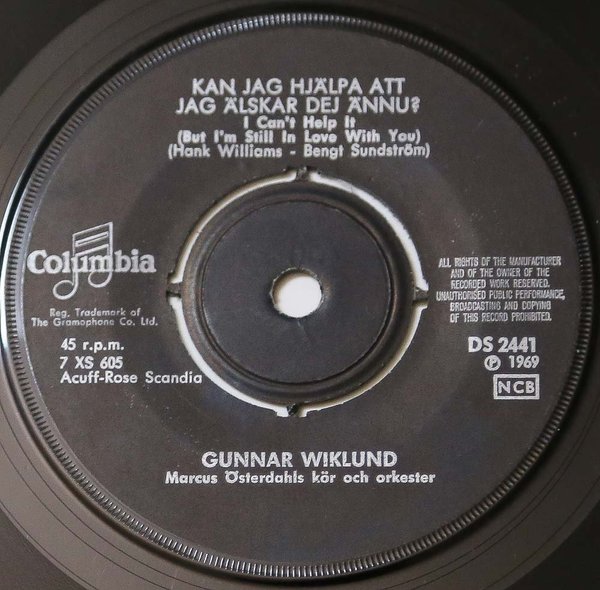 KAN JAG HJÄLPA ATT
JAG ÄLSKAR DEJ ÄNNU?
I Can't Help It
(But I'm Still In Love With You)
(Hank Williams - Bengt Sundström)
Columbia
Reg. Trademark of
The Gramophone Co. Ltd.
45 r.p.m.
7 XS 605
Acuff-Rose Scandia
ALL RIGHTS OF THE MANUFACTURER
AND OF THE OWNER OF THE
RECORDED WORK RESERVED.
UNAUTHORISED PUBLIC PERFORMANCE,
BROADCASTING AND COPYING
OF THIS RECORD PROHIBITED.
DS 2441
℗ 1969
NCB
GUNNAR WIKLUND
Marcus Österdahls kör och orkester